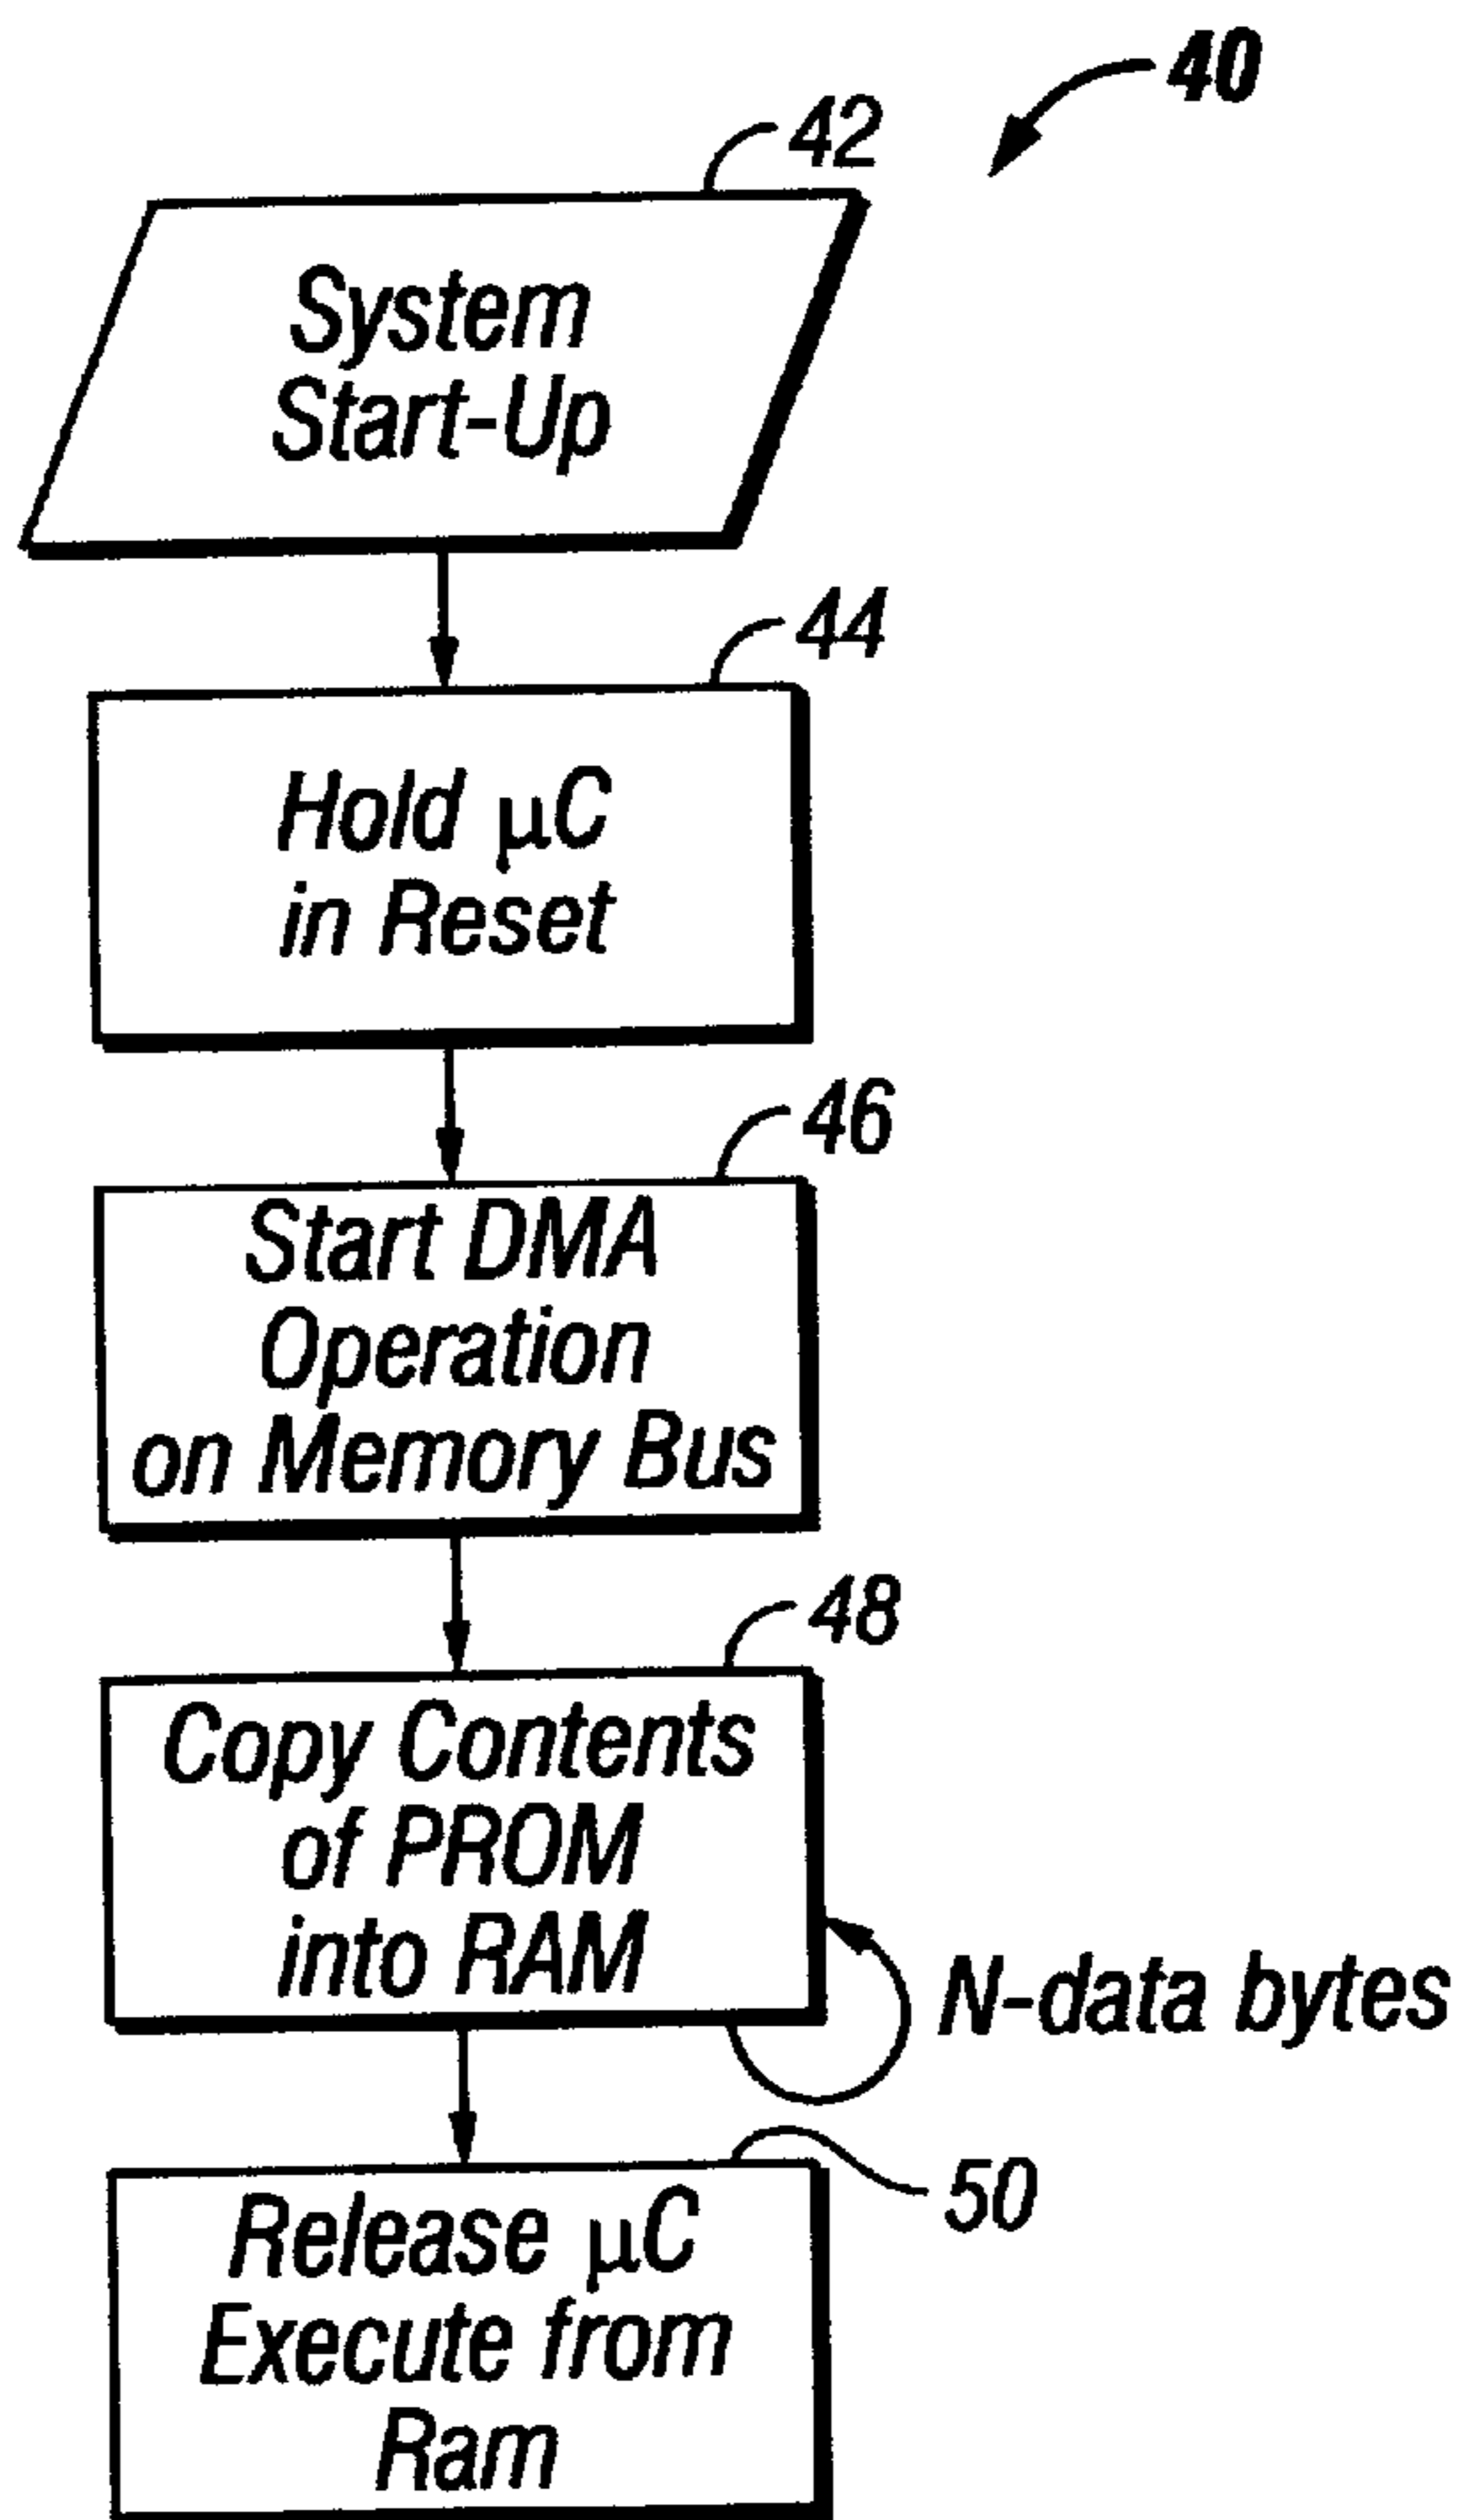 40
42
System
Start-Up
44
Hold µC
in Reset
46
Start DMA
Operation
on Memory Bus
48
Copy Contents
of PROM
into RAM
N-data bytes
50
Release µC
Execute from
Ram